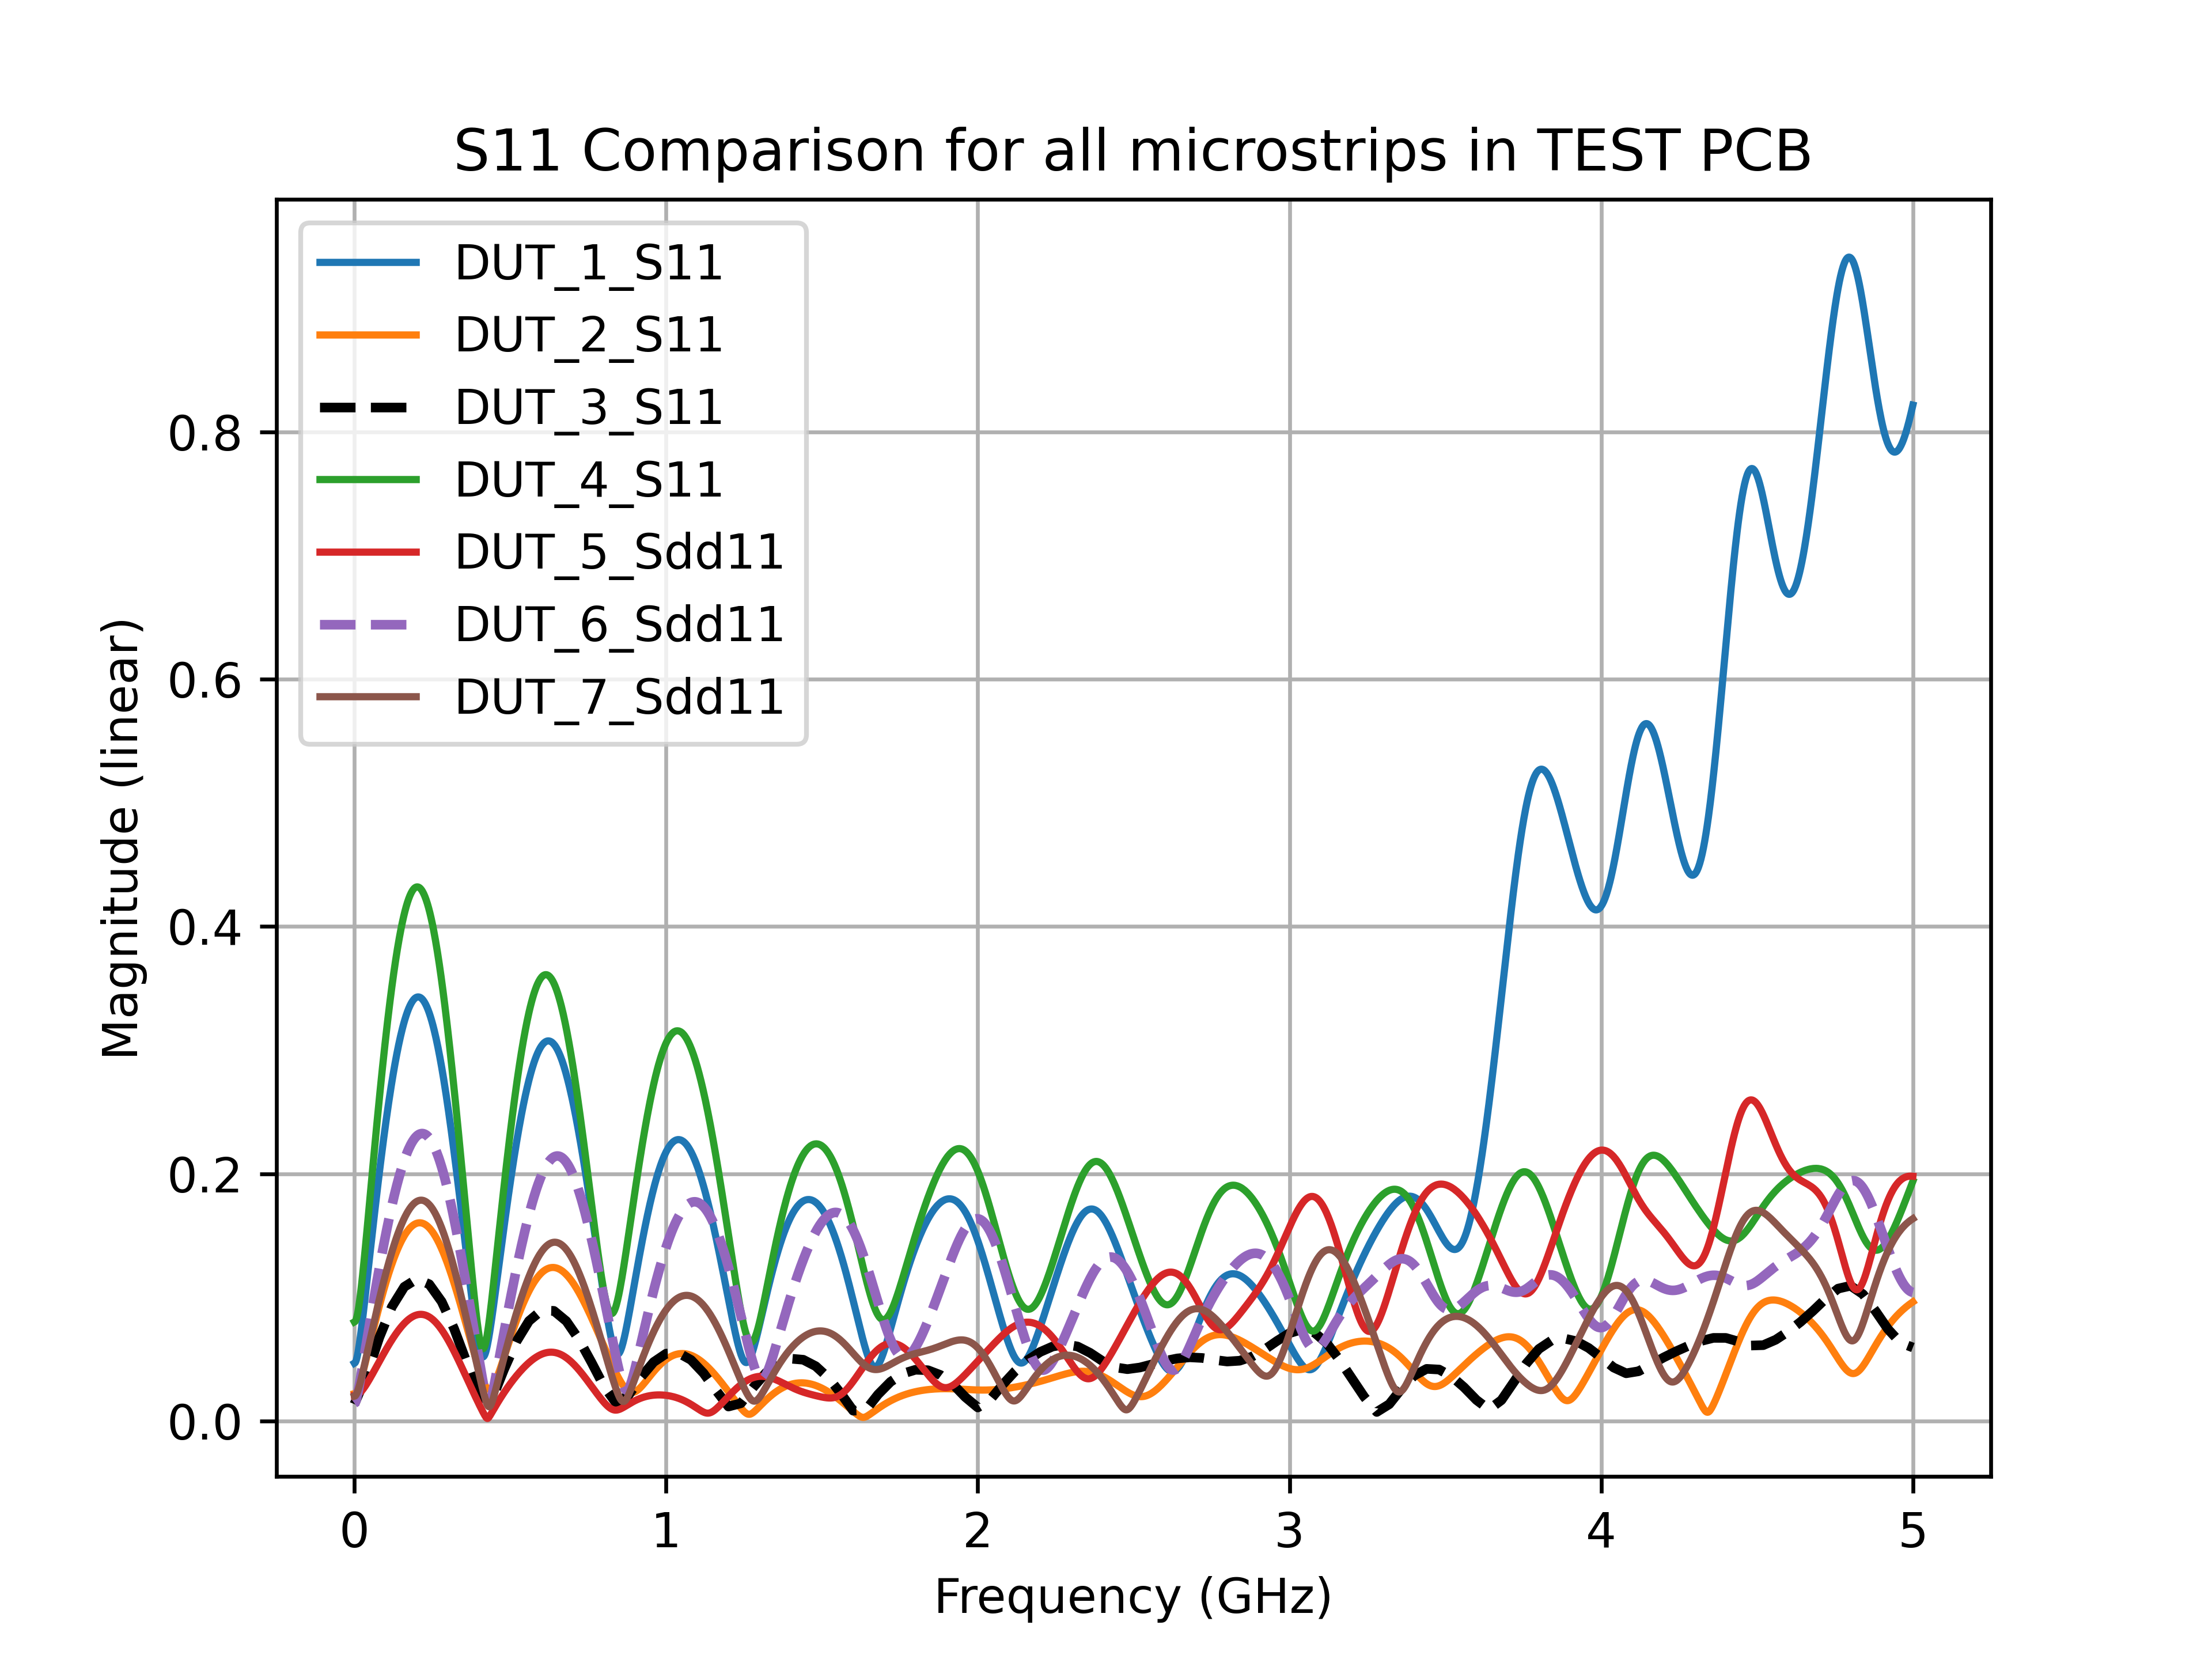 S11 Comparison for all microstrips in TEST PCB
DUT_1_S11
DUT_2_S11
DUT_3_S11
DUT_4_S11
DUT_5_Sdd11
DUT_6_Sdd11
DUT_7_Sdd11
Magnitude (linear)
0.8
0.6
0.4
0.2
0.0
0 1 2 3 4 5
Frequency (GHz)